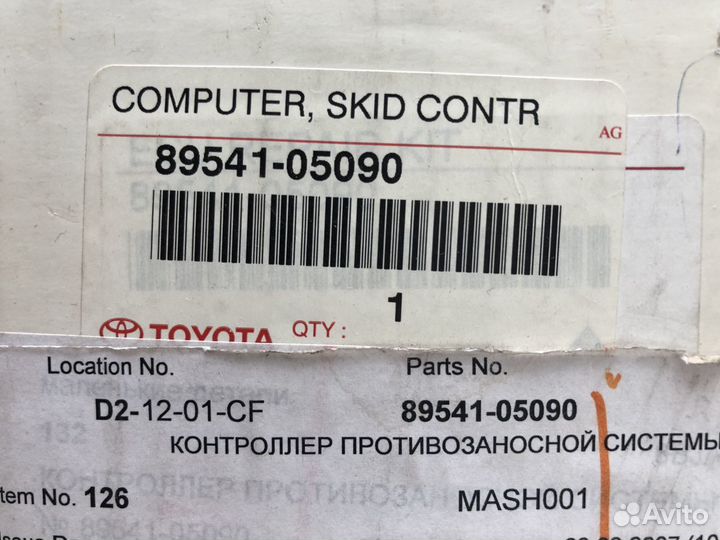 COMPUTER, SKID CONTR
AG
89541-05090
1
TOYOTA QTY :
Location No. Parts No.
D2-12-01-CF 89541-05090
КОНТРОЛЛЕР ПРОТИВОЗАНОСНОЙ СИСТЕМЫ
tem No. 126 MASH001
Avito